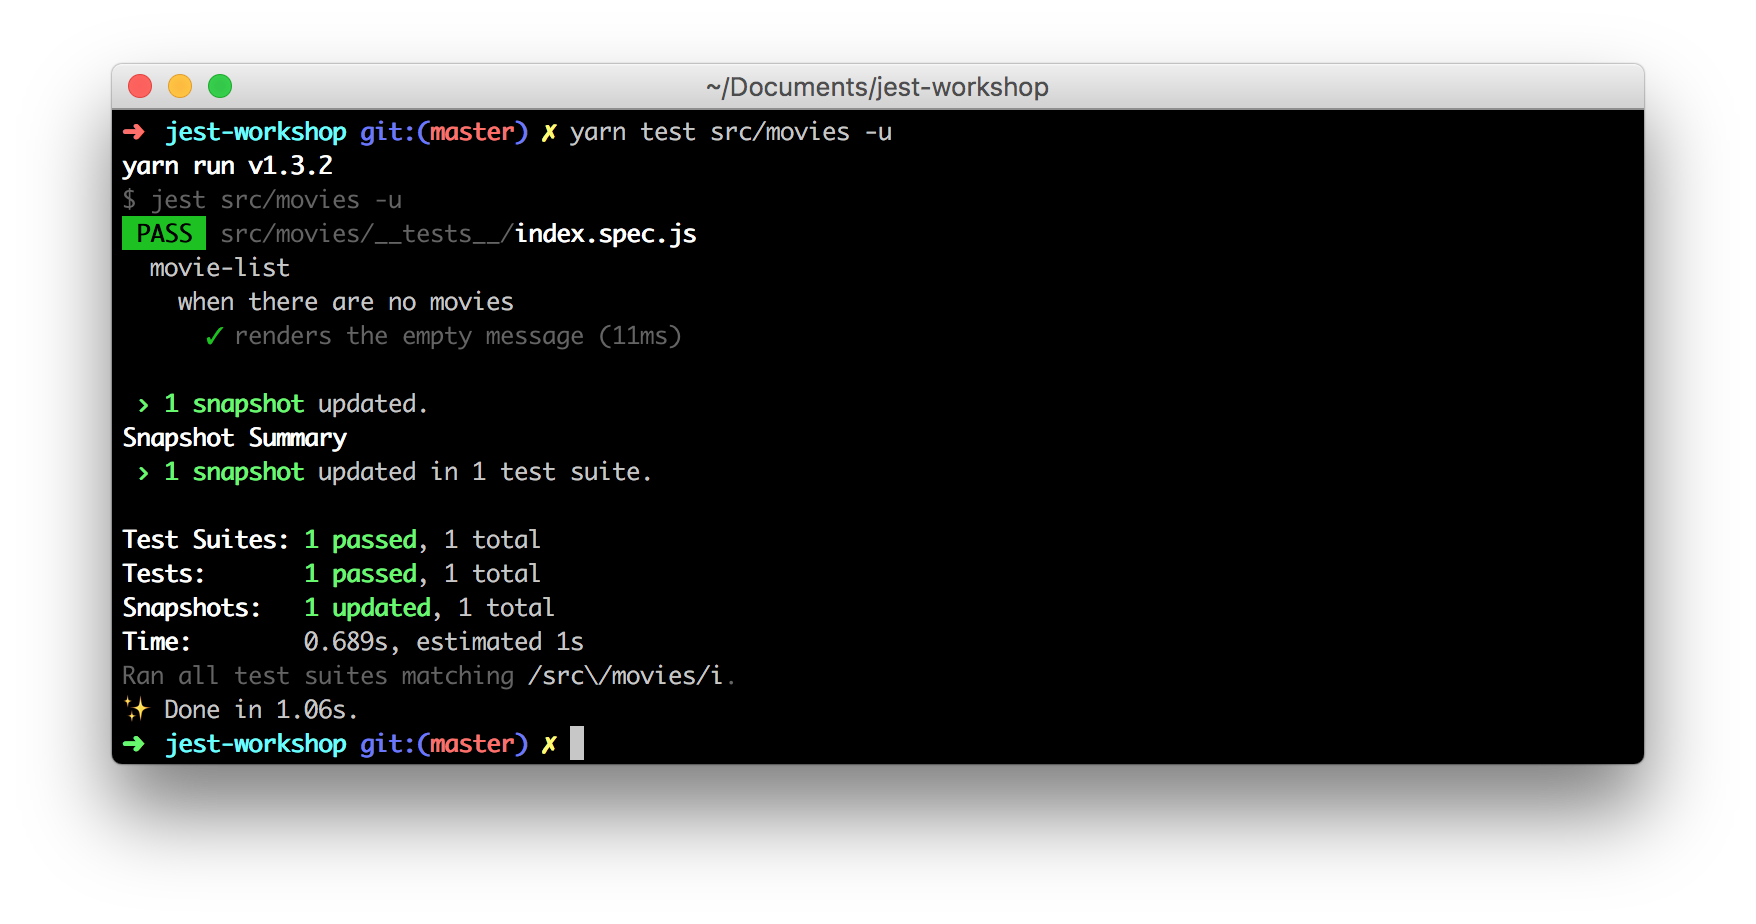 ~/Documents/jest-workshop
➜ jest-workshop git:(master) ✗ yarn test src/movies -u
yarn run v1.3.2
$ jest src/movies -u
PASS src/movies/__tests__/index.spec.js
movie-list
when there are no movies
✓ renders the empty message (11ms)
› 1 snapshot updated.
Snapshot Summary
› 1 snapshot updated in 1 test suite.
Test Suites: 1 passed, 1 total
Tests: 1 passed, 1 total
Snapshots: 1 updated, 1 total
Time: 0.689s, estimated 1s
Ran all test suites matching /src\/movies/i.
✨ Done in 1.06s.
➜ jest-workshop git:(master) ✗